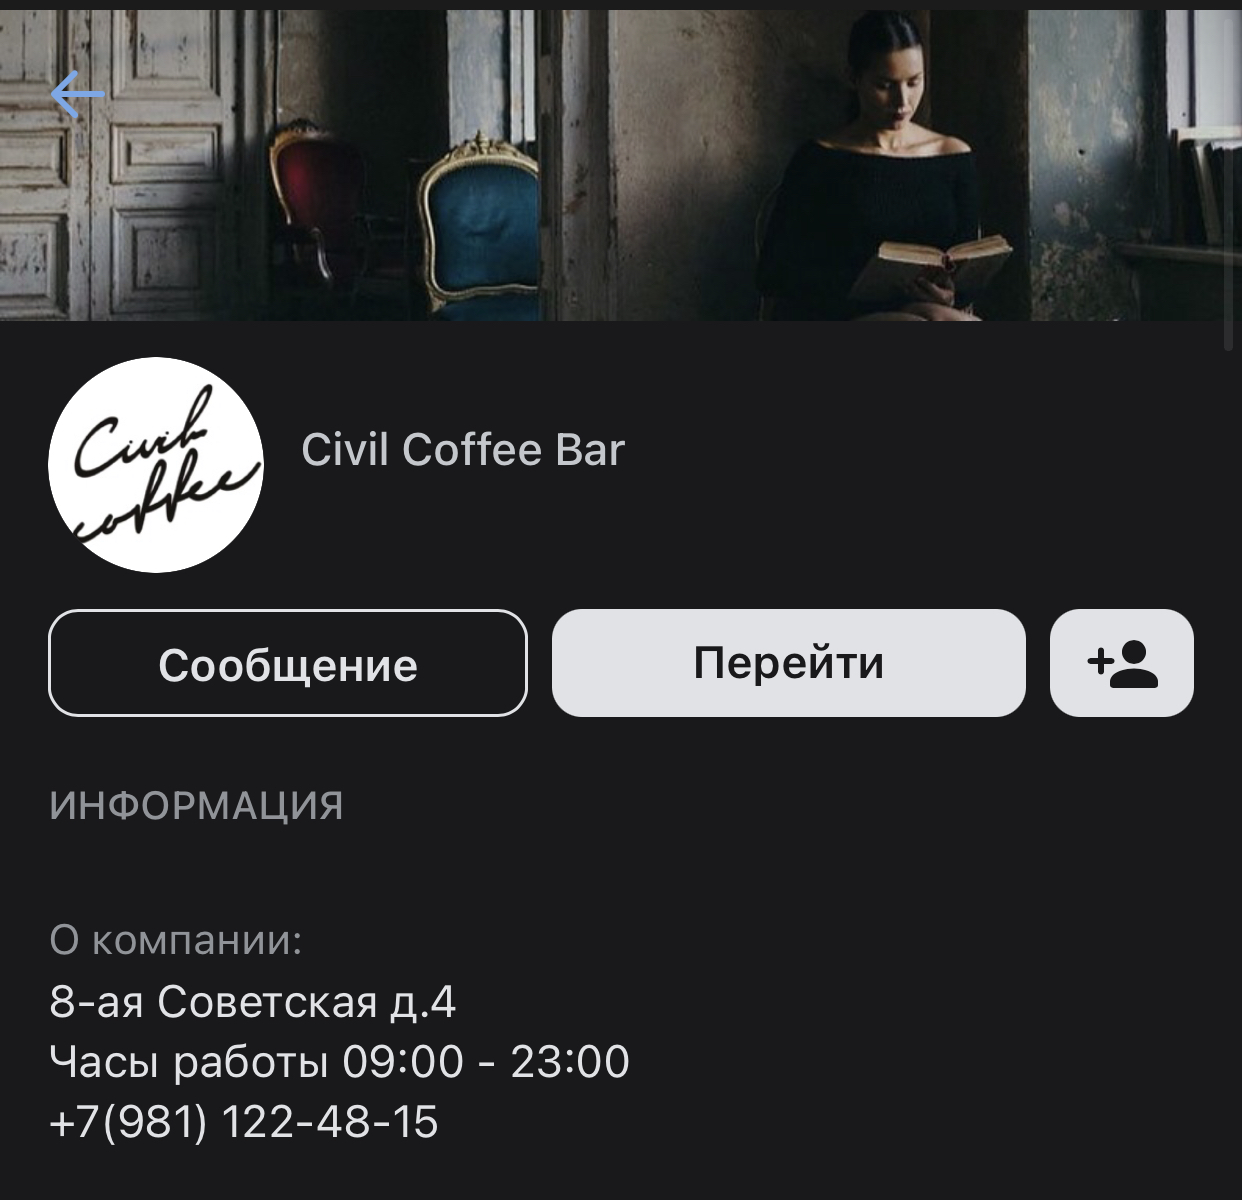 Civil
coffee
Civil Coffee Bar
Сообщение
Перейти
ИНФОРМАЦИЯ
О компании:
8-ая Советская д.4
Часы работы 09:00 - 23:00
+7(981) 122-48-15